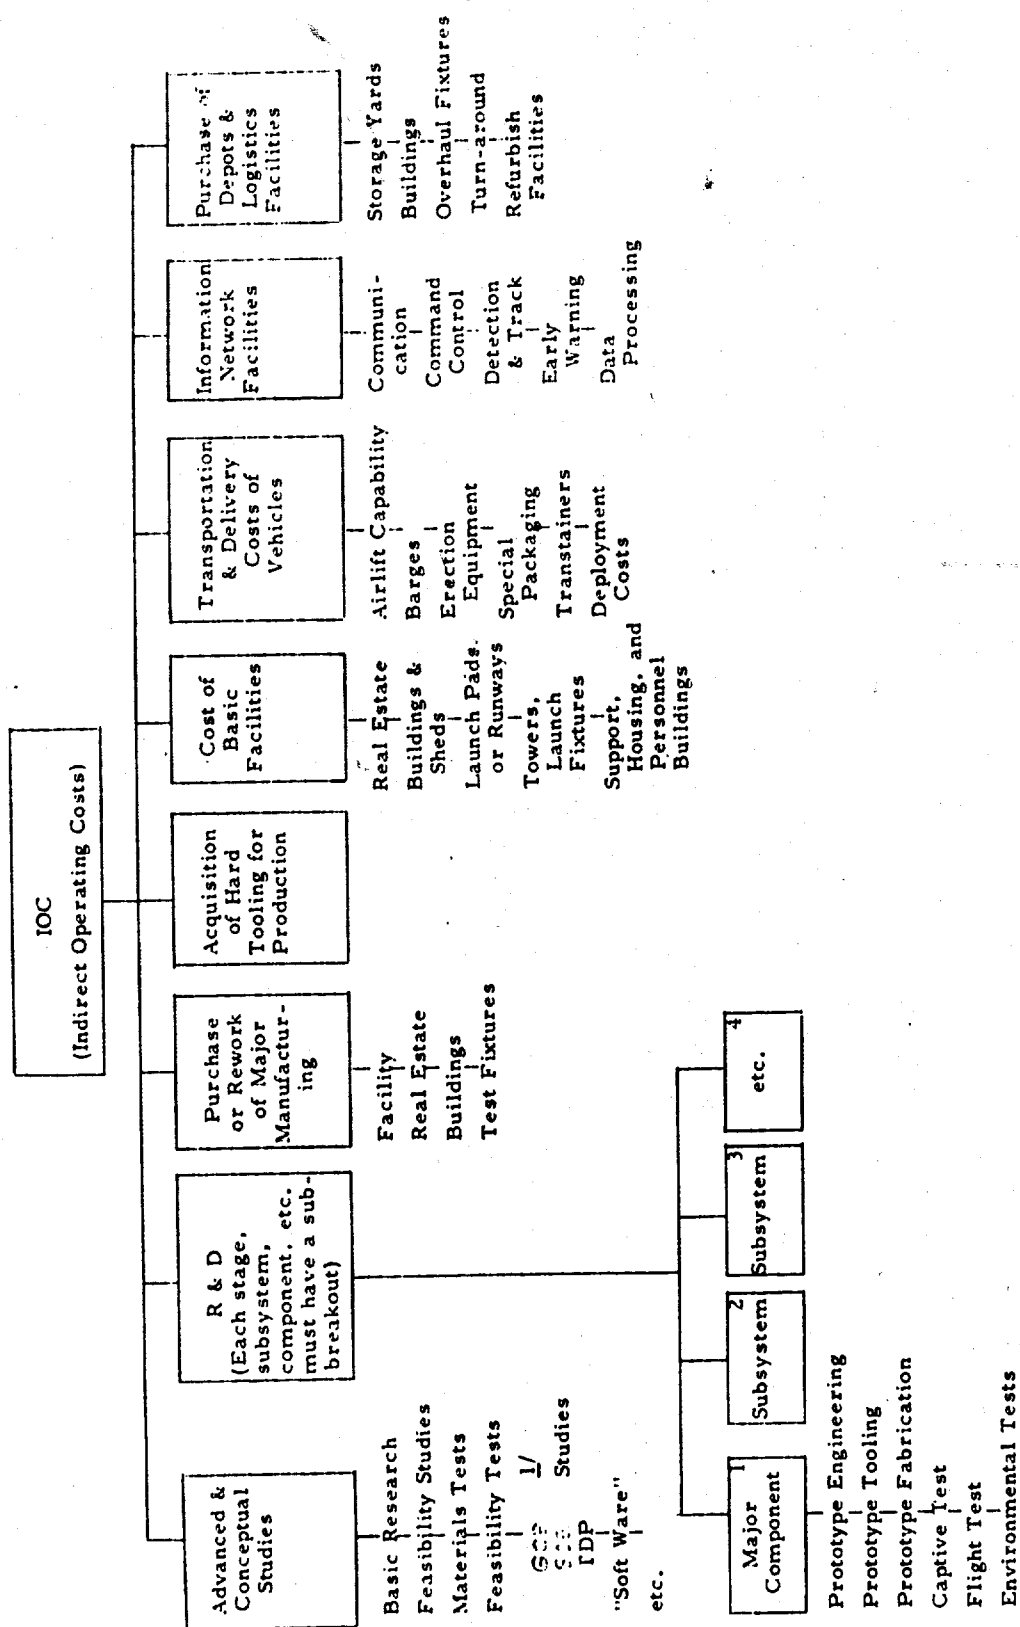 IOC
(Indirect Operating Costs)
Advanced &
Conceptual
Studies
Basic Research
Feasibility Studies
Materials Tests
Feasibility Tests
1/
Studies
"Soft Ware"
etc.
R & D
(Each stage,
subsystem,
component, etc.
must have a sub-
breakout)
Major
Component
1
Prototype Engineering
Prototype Tooling
Prototype Fabrication
Captive Test
Flight Test
Environmental Tests
Subsystem
2
Subsystem
3
etc.
4
Purchase
or Rework
of Major
Manufactur-
ing
Facility
Real Estate
Buildings
Test Fixtures
Acquisition
of Hard
Tooling for
Production
Cost of
Basic
Facilities
Real Estate
Buildings &
Sheds
Launch Pads
or Runways
Towers,
Launch
Fixtures
Support,
Housing, and
Personnel
Buildings
Transportation
& Delivery
Costs of
Vehicles
Airlift Capability
Barges
Erection
Equipment
Special
Packaging
Transtainers
Deployment
Costs
Information
Network
Facilities
Communi-
cation
Command
Control
Detection
& Track
Early
Warning
Data
Processing
Purchase of
Depots &
Logistics
Facilities
Storage Yards
Buildings
Overhaul Fixtures
Turn-around
Refurbish
Facilities